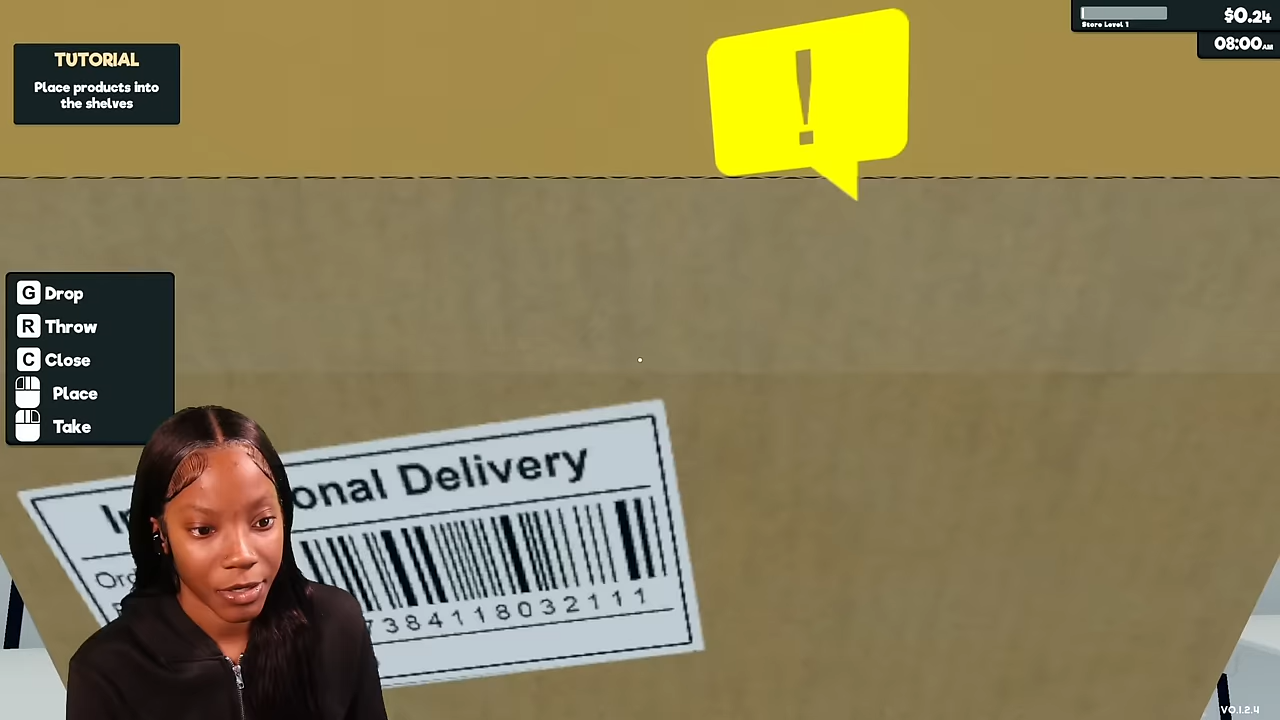 $0.24
Store Level 1
08:00AM
TUTORIAL
Place products into
the shelves
!
G Drop
R Throw
C Close
Place
Take
onal Delivery
7384118032111
V0.1.2.4